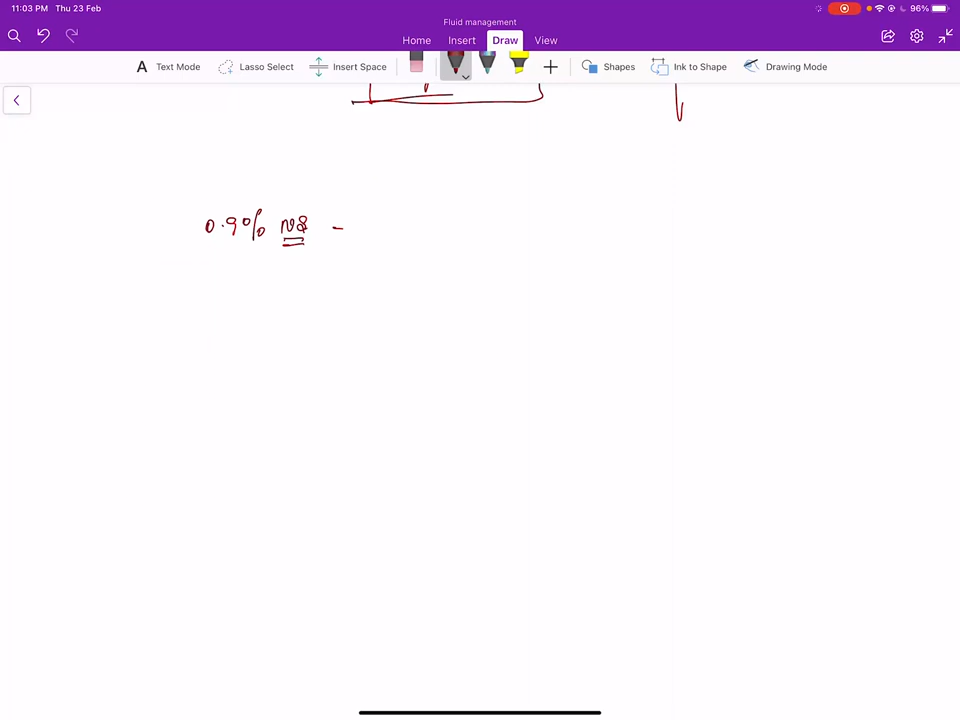 11:03 PM Thu 23 Feb 96%
Fluid management
Home Insert Draw View
A Text Mode Lasso Select Insert Space Shapes Ink to Shape Drawing Mode
0.9% NS -